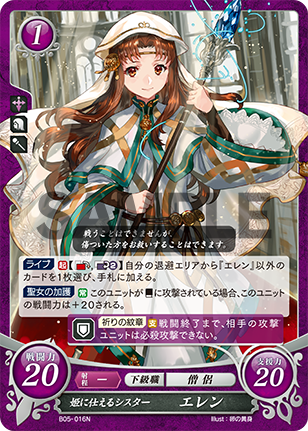 1
SAMPLE
戦うことはできませんが、
傷ついた方をお救いすることはできます。
ライブ 起 自分の退避エリアから『エレン』以外の
カードを1枚選び、手札に加える。
聖女の加護 常 このユニットが に攻撃されている場合、このユニット
の戦闘力は+20される。
祈りの紋章 支 戦闘終了まで、相手の攻撃
ユニットは必殺攻撃できない。
戦闘力
20
射程 - 下級職 僧侶
支援力
20
姫に仕えるシスター エレン
B05-016N
Illust:卵の黄身